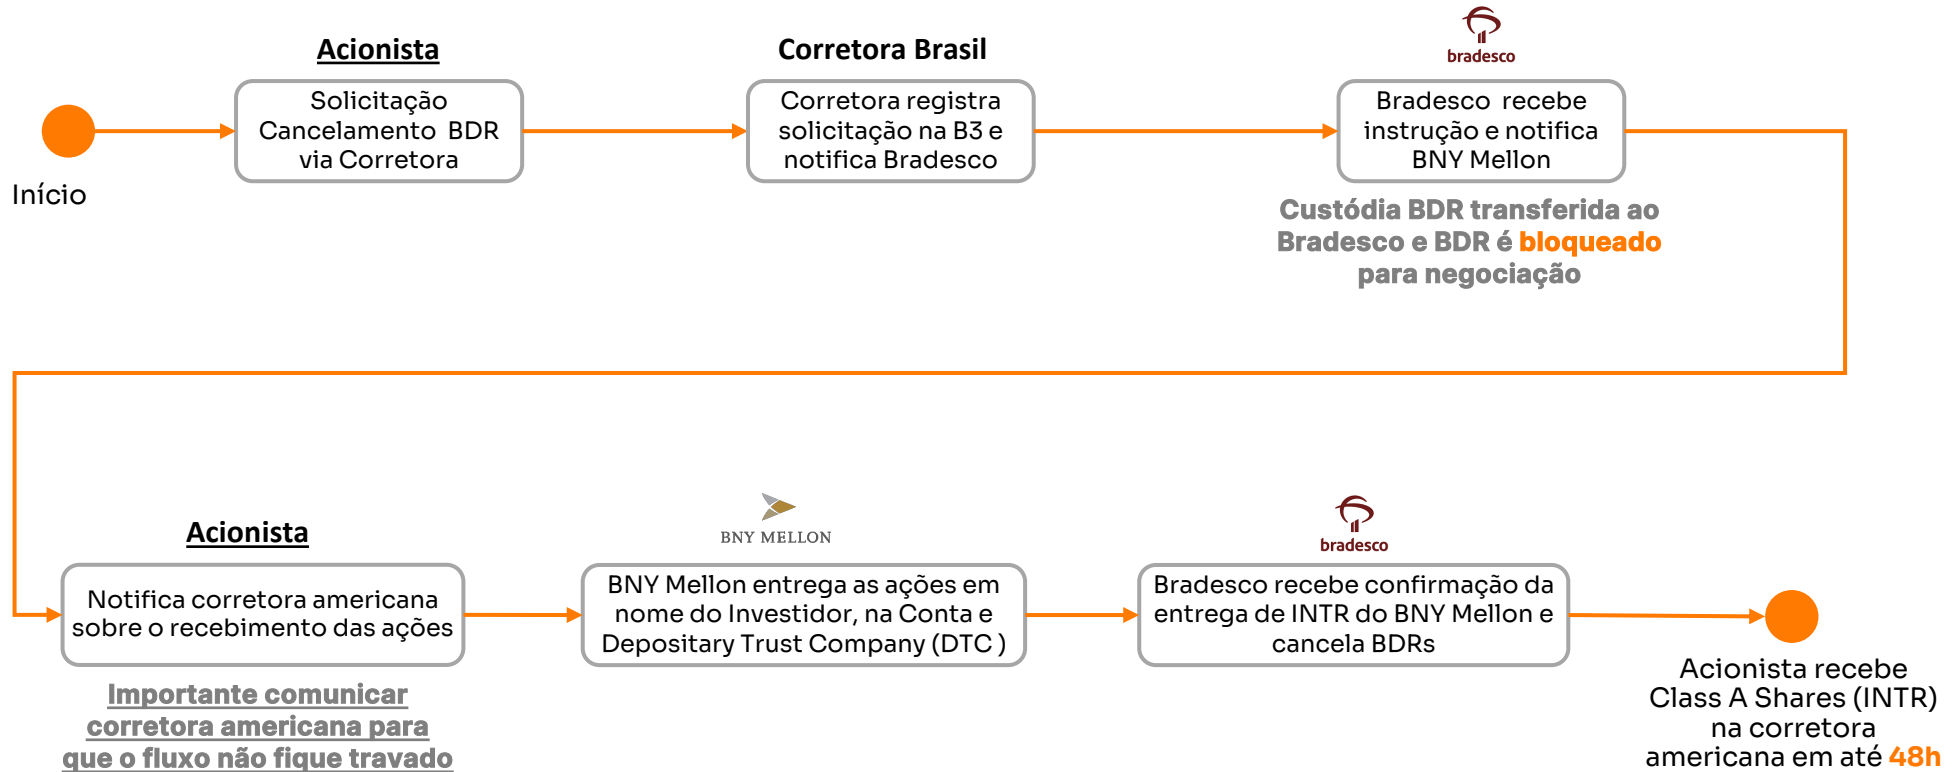 Acionista
Solicitação
Cancelamento BDR
via Corretora
Início
Corretora Brasil
Corretora registra
solicitação na B3 e
notifica Bradesco
bradesco
Bradesco recebe
instrução e notifica
BNY Mellon
Custódia BDR transferida ao
Bradesco e BDR é bloqueado
para negociação
Acionista
Notifica corretora americana
sobre o recebimento das ações
Importante comunicar
corretora americana para
que o fluxo não fique travado
BNY MELLON
BNY Mellon entrega as ações em
nome do Investidor, na Conta e
Depositary Trust Company (DTC )
bradesco
Bradesco recebe confirmação da
entrega de INTR do BNY Mellon e
cancela BDRs
Acionista recebe
Class A Shares (INTR)
na corretora
americana em até 48h